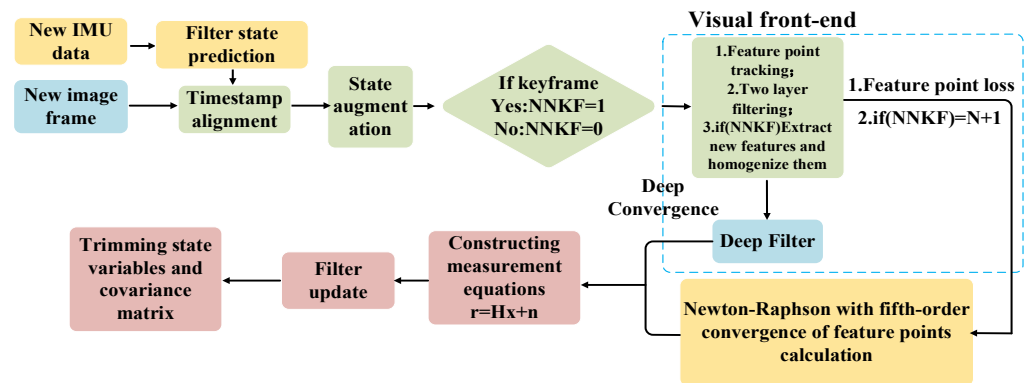 New IMU
data
Filter state
prediction
New image
frame
Timestamp
alignment
State
augment
ation
If keyframe
Yes:NNKF=1
No:NNKF=0
Visual front-end
1.Feature point
tracking;
2.Two layer
filtering;
3.if(NNKF)Extract
new features and
homogenize them
1.Feature point loss
2.if(NNKF)=N+1
Deep
Convergence
Deep Filter
Newton-Raphson with fifth-order
convergence of feature points
calculation
Constructing
measurement
equations
r=Hx+n
Filter
update
Trimming state
variables and
covariance
matrix